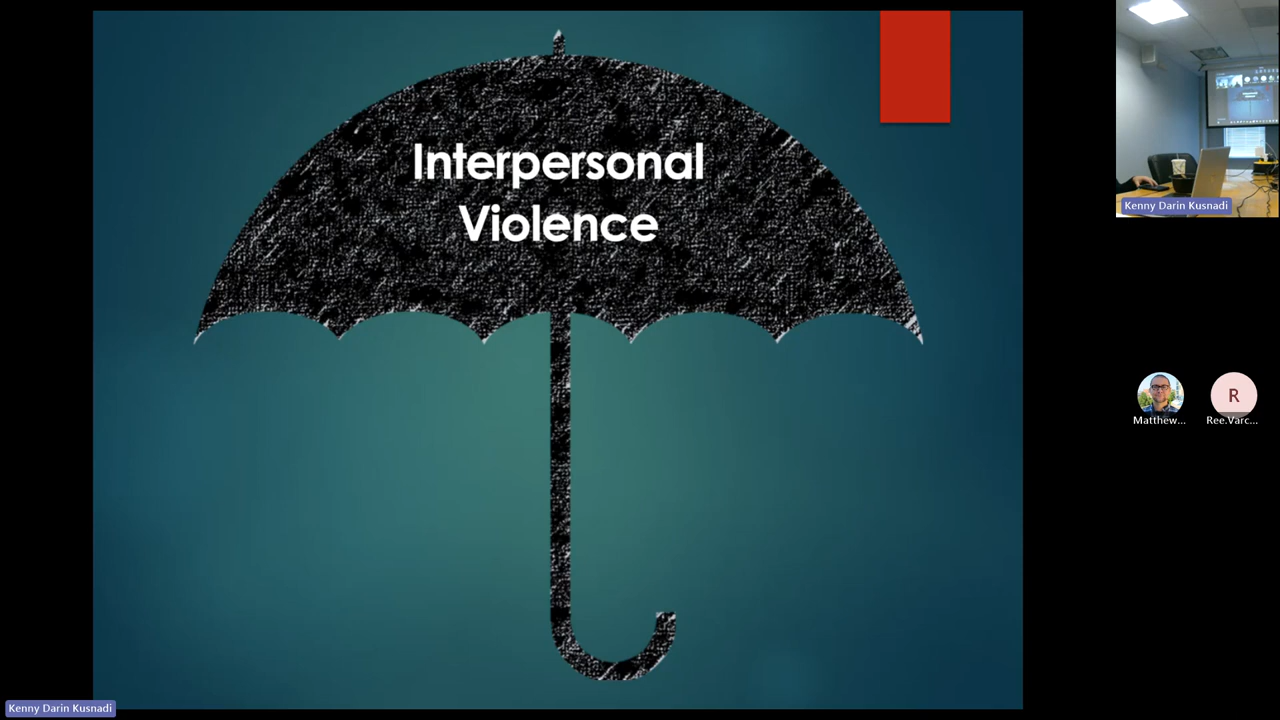 Interpersonal
Violence
Kenny Darin Kusnadi
Matthew...
Ree.Varc...
R
Kenny Darin Kusnadi